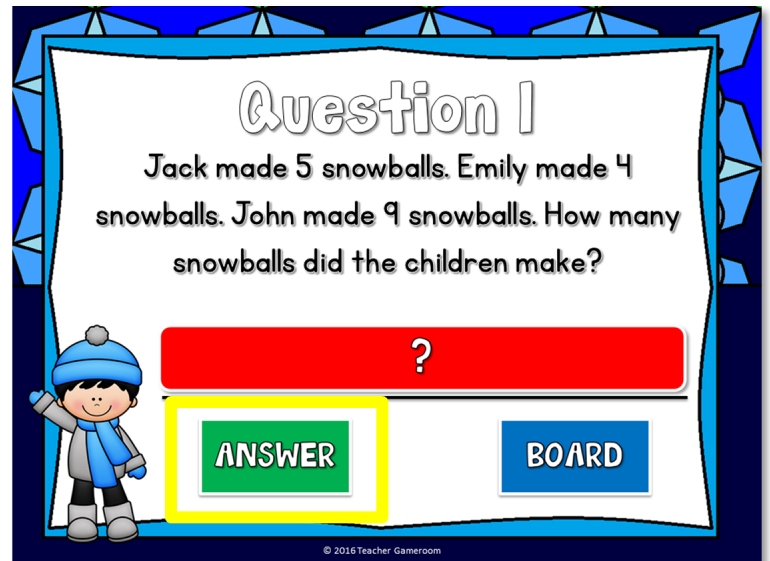 Question 1
Jack made 5 snowballs. Emily made 4
snowballs. John made 9 snowballs. How many
snowballs did the children make?
?
ANSWER
BOARD
© 2016 Teacher Gameroom